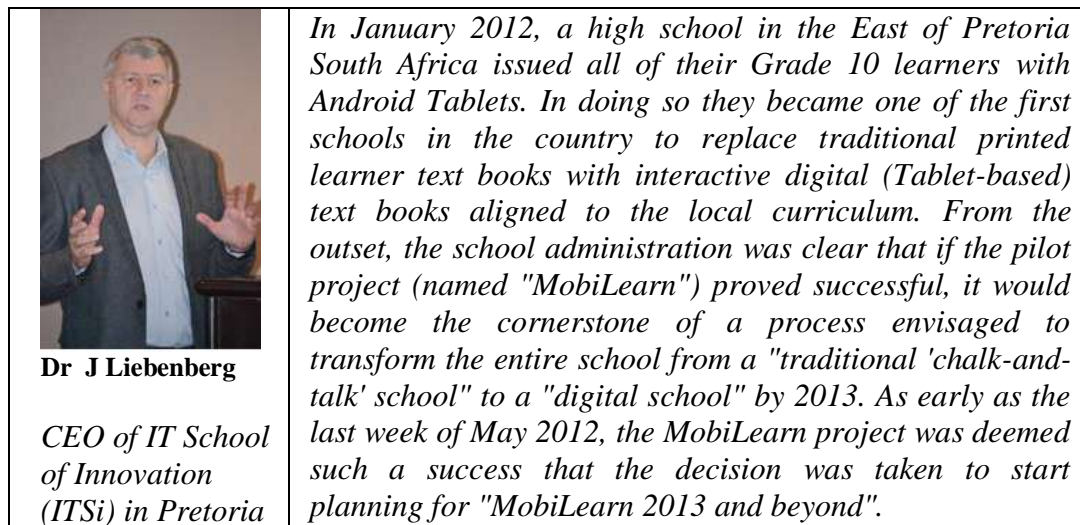 Dr J Liebenberg
CEO of IT School
of Innovation
(ITSi) in Pretoria
In January 2012, a high school in the East of Pretoria
South Africa issued all of their Grade 10 learners with
Android Tablets. In doing so they became one of the first
schools in the country to replace traditional printed
learner text books with interactive digital (Tablet-based)
text books aligned to the local curriculum. From the
outset, the school administration was clear that if the pilot
project (named "MobiLearn") proved successful, it would
become the cornerstone of a process envisaged to
transform the entire school from a "traditional 'chalk-and-
talk' school" to a "digital school" by 2013. As early as the
last week of May 2012, the MobiLearn project was deemed
such a success that the decision was taken to start
planning for "MobiLearn 2013 and beyond".